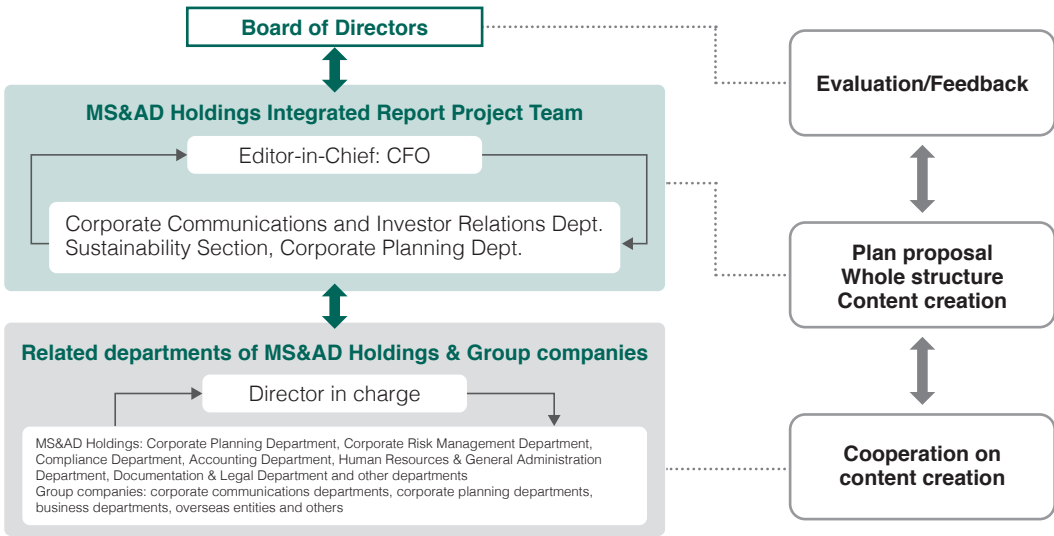 Board of Directors
MS&AD Holdings Integrated Report Project Team
Editor-in-Chief: CFO
Corporate Communications and Investor Relations Dept.
Sustainability Section, Corporate Planning Dept.
Related departments of MS&AD Holdings & Group companies
Director in charge
MS&AD Holdings: Corporate Planning Department, Corporate Risk Management Department,
Compliance Department, Accounting Department, Human Resources & General Administration
Department, Documentation & Legal Department and other departments
Group companies: corporate communications departments, corporate planning departments,
business departments, overseas entities and others
Evaluation/Feedback
Plan proposal
Whole structure
Content creation
Cooperation on
content creation